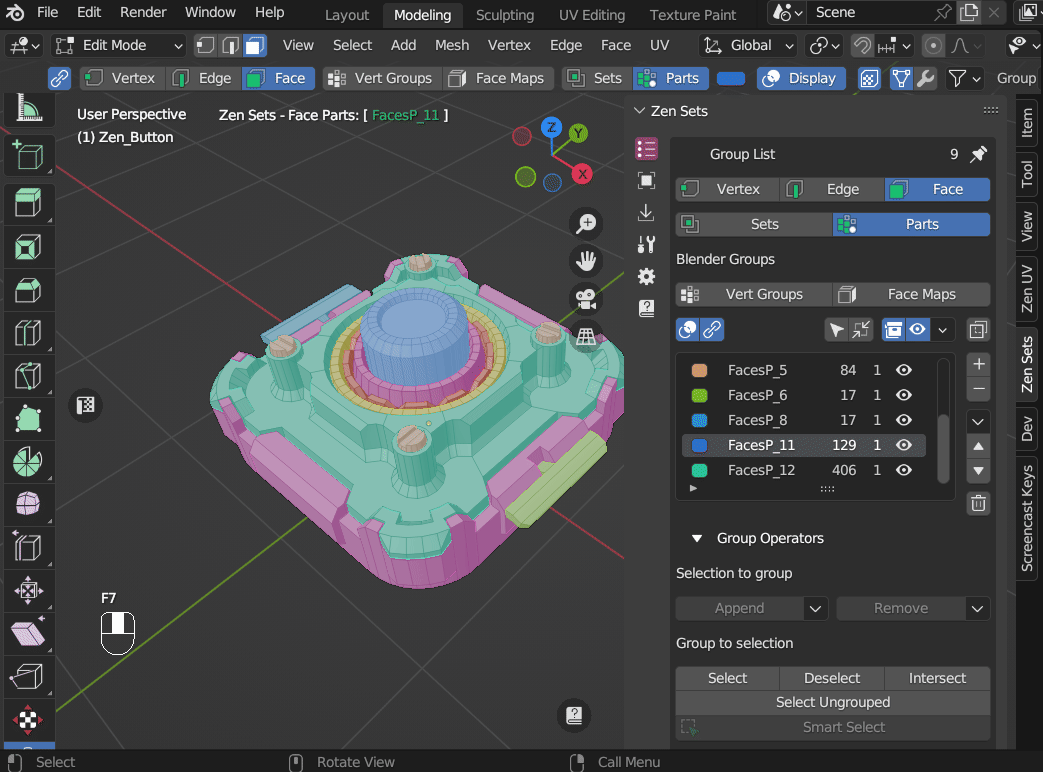 File Edit Render Window Help Layout Modeling Sculpting UV Editing Texture Paint Scene
Edit Mode View Select Add Mesh Vertex Edge Face UV Global
Vertex Edge Face Vert Groups Face Maps Sets Parts Display Group
User Perspective
(1) Zen_Button
Zen Sets - Face Parts: [ FacesP_11 ]
Z
Y
X
F7
Zen Sets
Group List 9
Vertex Edge Face
Sets Parts
Blender Groups
Vert Groups Face Maps
FacesP_5 84 1
FacesP_6 17 1
FacesP_8 17 1
FacesP_11 129 1
FacesP_12 406 1
Group Operators
Selection to group
Append Remove
Group to selection
Select Deselect Intersect
Select Ungrouped
Smart Select
Item
Tool
View
Zen UV
Zen Sets
Dev
Screencast Keys
Select Rotate View Call Menu